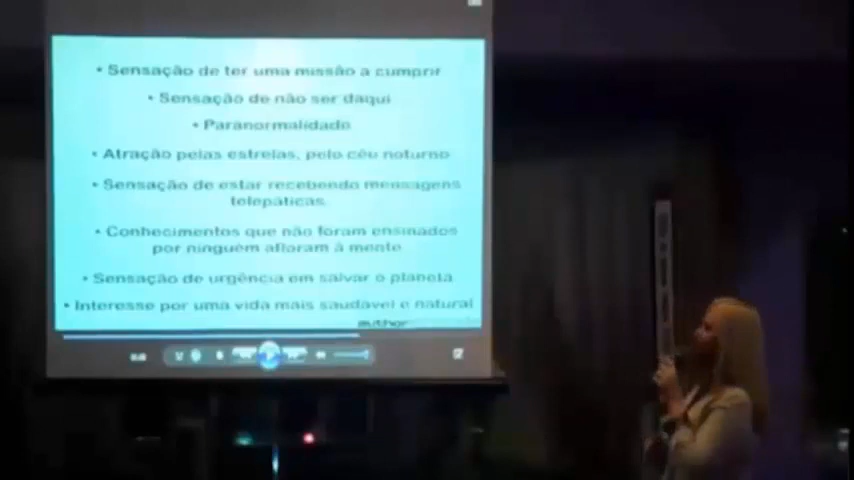 • Sensação de ter uma missão a cumprir
• Sensação de não ser daqui
• Paranormalidade
• Atração pelas estrelas, pelo céu noturno
• Sensação de estar recebendo mensagens
telepáticas
• Conhecimentos que não foram ensinados
por ninguém afloram à mente
• Sensação de urgência em salvar o planeta
• Interesse por uma vida mais saudável e natural
author